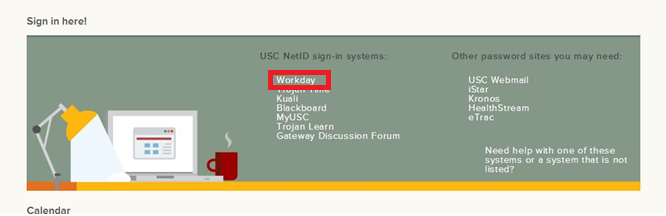 Sign in here!
USC NetID sign-in systems:
Workday
Trojan Time
Kuali
Blackboard
MyUSC
Trojan Learn
Gateway Discussion Forum
Other password sites you may need:
USC Webmail
iStar
Kronos
HealthStream
eTrac
Need help with one of these
systems or a system that is not
listed?
Calendar